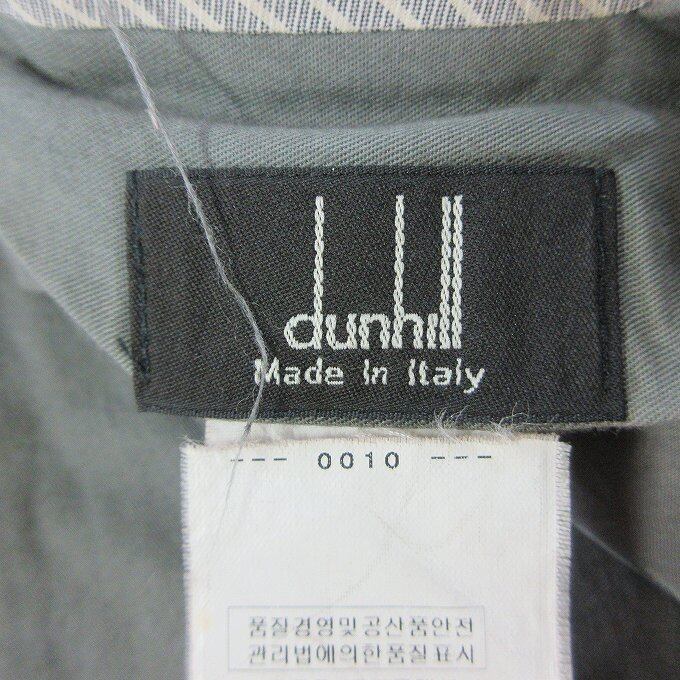 dunhill
Made in Italy
--- 0010 ---
품질경영및공산품안전
관리법에의한품질표시